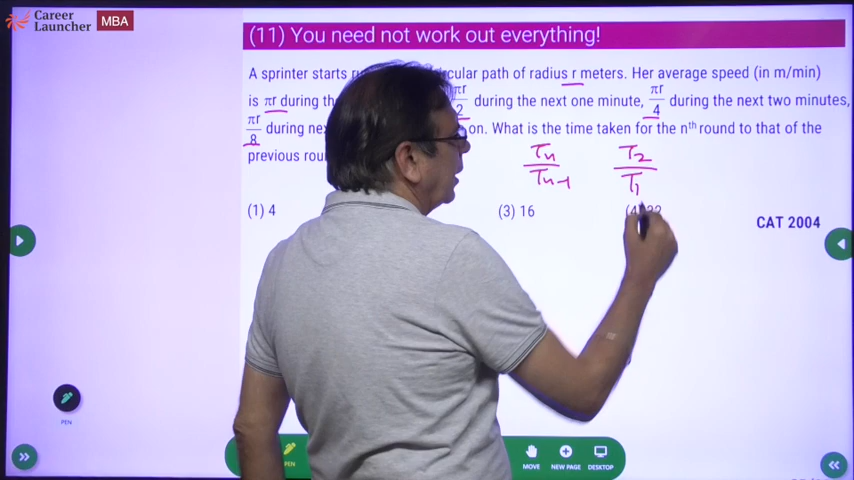 Career
Launcher
MBA
(11) You need not work out everything!
A sprinter starts cular path of radius r meters. Her average speed (in m/min)
is πr during th πr/2 during the next one minute, πr/4 during the next two minutes,
πr/8 during nex on. What is the time taken for the nth round to that of the
previous rou
Tn/Tn-1 T2/T1
(1) 4 (3) 16 (4)
CAT 2004
PEN
PEN
MOVE
NEW PAGE
DESKTOP